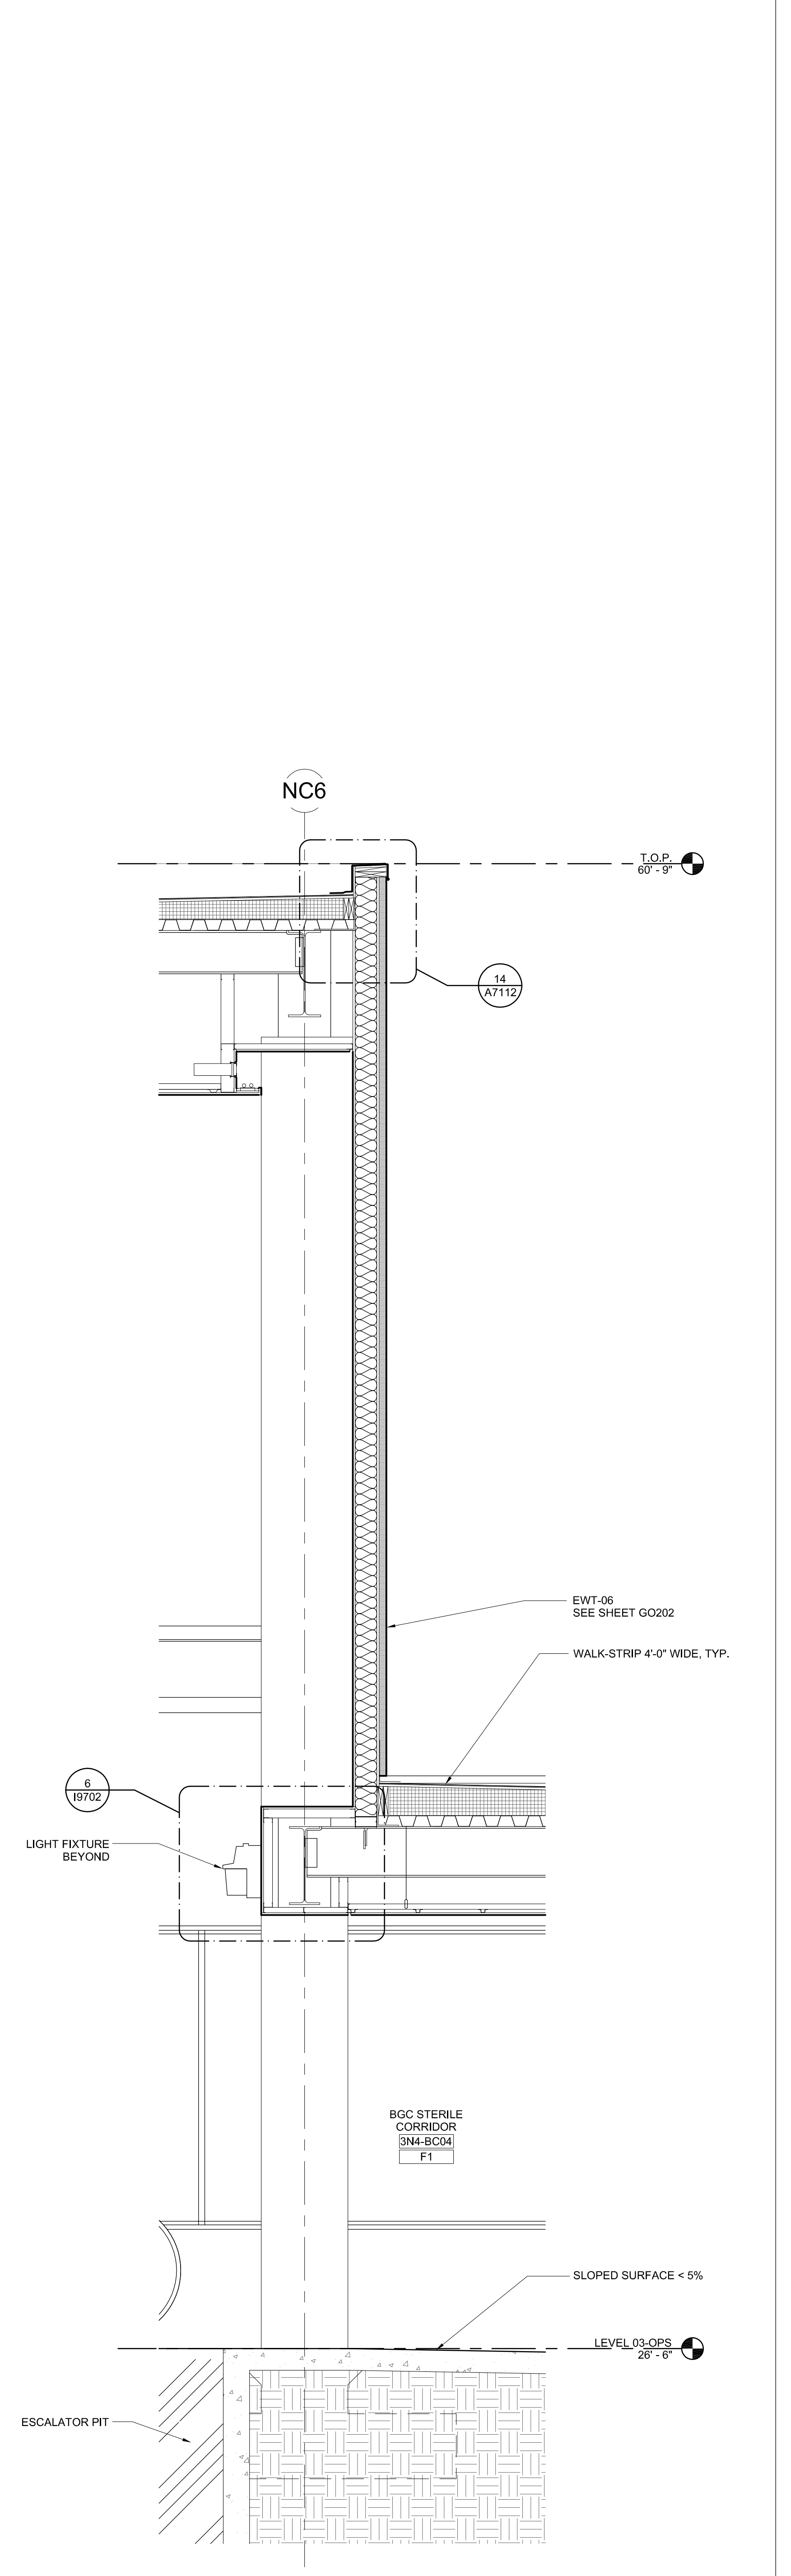 NC6
T.O.P.
60' - 9"
14
A7112
EWT-06
SEE SHEET GO202
WALK-STRIP 4'-0" WIDE, TYP.
6
I9702
LIGHT FIXTURE
BEYOND
BGC STERILE
CORRIDOR
3N4-BC04
F1
SLOPED SURFACE < 5%
LEVEL 03-OPS
26' - 6"
ESCALATOR PIT